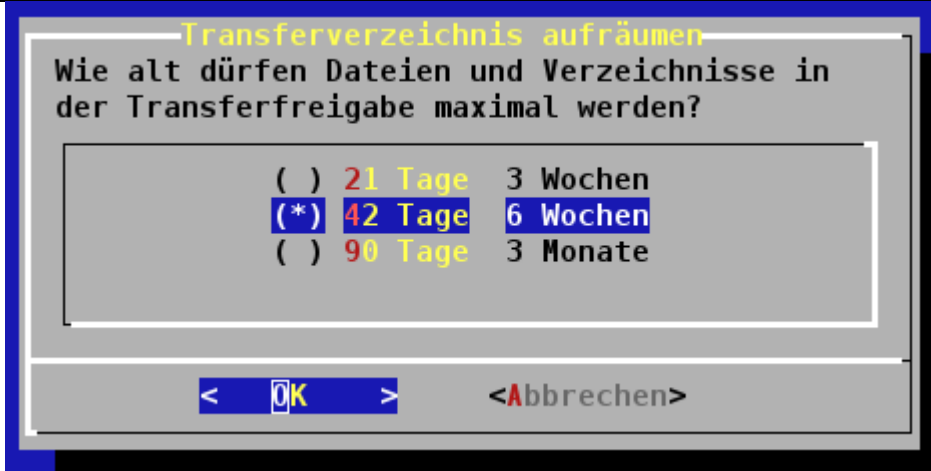 Transferverzeichnis aufräumen
Wie alt dürfen Dateien und Verzeichnisse in
der Transferfreigabe maximal werden?
( ) 21 Tage 3 Wochen
(*) 42 Tage 6 Wochen
( ) 90 Tage 3 Monate
< OK > <Abbrechen>